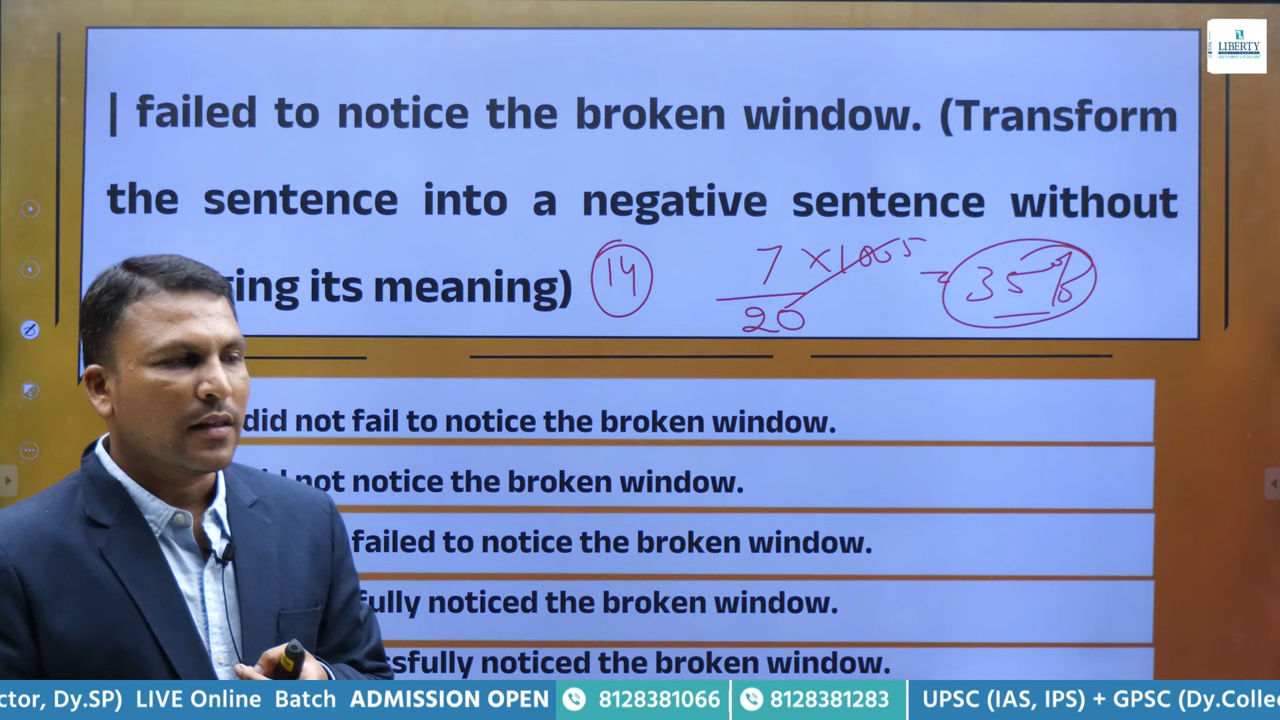 | failed to notice the broken window. (Transform
the sentence into a negative sentence without
ing its meaning)
14
7 ×100 5
20
= 35%
did not fail to notice the broken window.
not notice the broken window.
failed to notice the broken window.
fully noticed the broken window.
ssfully noticed the broken window.
LIBERTY
ctor, Dy.SP) LIVE Online Batch ADMISSION OPEN 8128381066 8128381283 UPSC (IAS, IPS) + GPSC (Dy.Colle